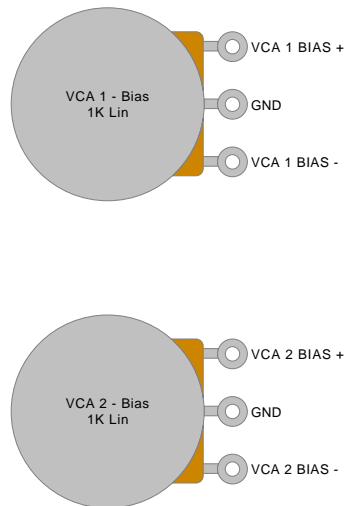 VCA 1 - Bias
1K Lin
VCA 1 BIAS +
GND
VCA 1 BIAS -
VCA 2 - Bias
1K Lin
VCA 2 BIAS +
GND
VCA 2 BIAS -